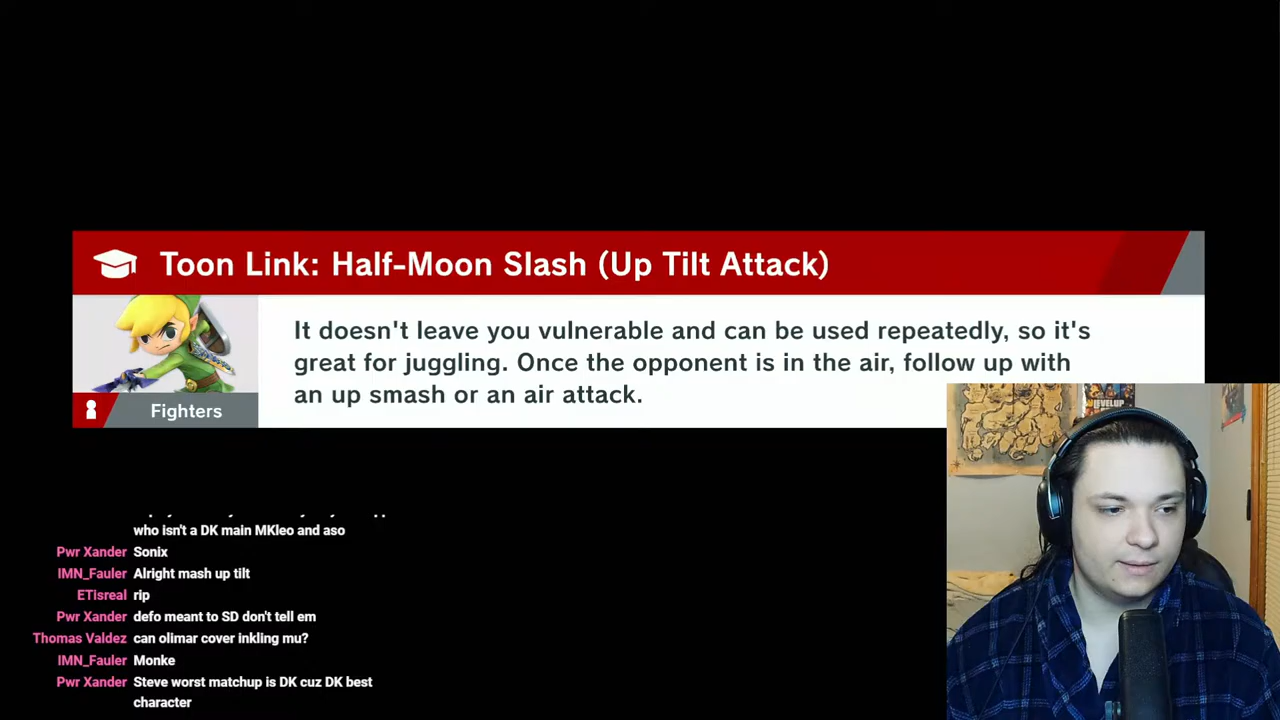 Toon Link: Half-Moon Slash (Up Tilt Attack)
It doesn't leave you vulnerable and can be used repeatedly, so it's
great for juggling. Once the opponent is in the air, follow up with
an up smash or an air attack.
Fighters
who isn't a DK main MKleo and aso
Pwr Xander Sonix
IMN_Fauler Alright mash up tilt
ETisreal rip
Pwr Xander defo meant to SD don't tell em
Thomas Valdez can olimar cover inkling mu?
IMN_Fauler Monke
Pwr Xander Steve worst matchup is DK cuz DK best
character
LEVELUP